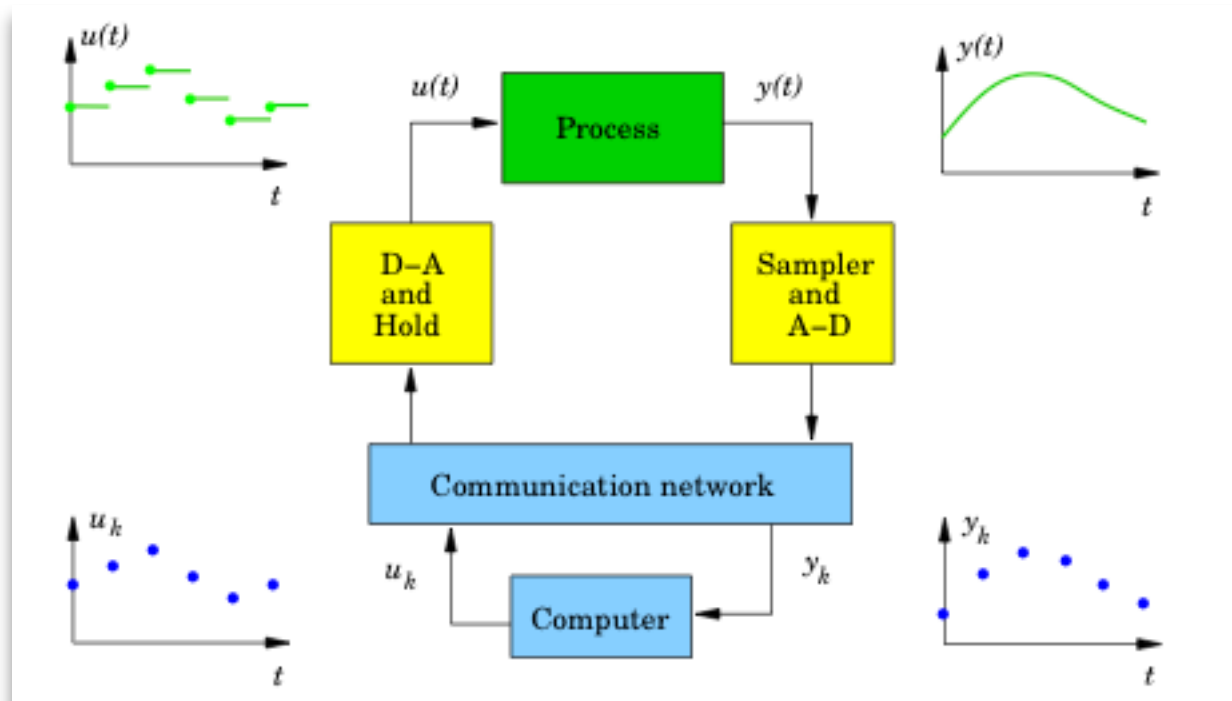 u(t)
t
u(t)
Process
y(t)
y(t)
t
D–A
and
Hold
Sampler
and
A–D
Communication network
u_k
t
u_k
Computer
y_k
y_k
t